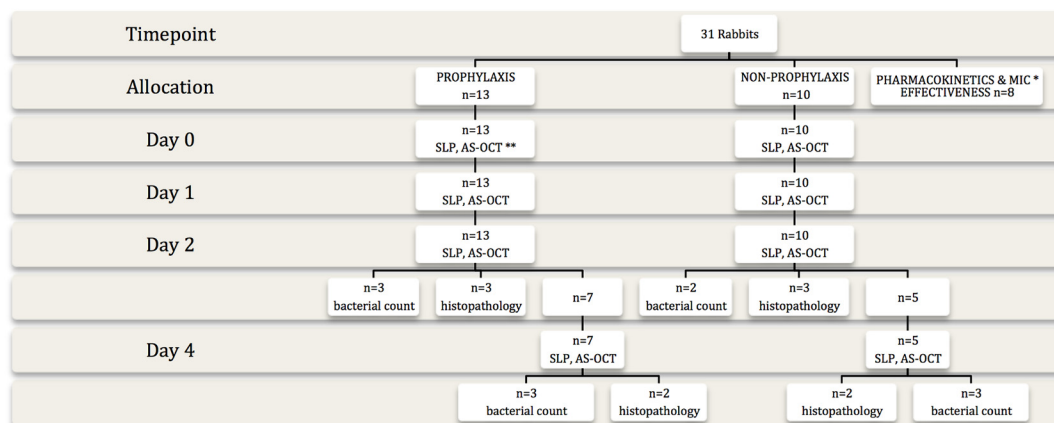 Timepoint
31 Rabbits
Allocation
PROPHYLAXIS
n=13
NON-PROPHYLAXIS
n=10
PHARMACOKINETICS & MIC *
EFFECTIVENESS n=8
Day 0
n=13
SLP, AS-OCT **
n=10
SLP, AS-OCT
Day 1
n=13
SLP, AS-OCT
n=10
SLP, AS-OCT
Day 2
n=13
SLP, AS-OCT
n=10
SLP, AS-OCT
n=3
bacterial count
n=3
histopathology
n=7
n=2
bacterial count
n=3
histopathology
n=5
Day 4
n=7
SLP, AS-OCT
n=5
SLP, AS-OCT
n=3
bacterial count
n=2
histopathology
n=2
histopathology
n=3
bacterial count